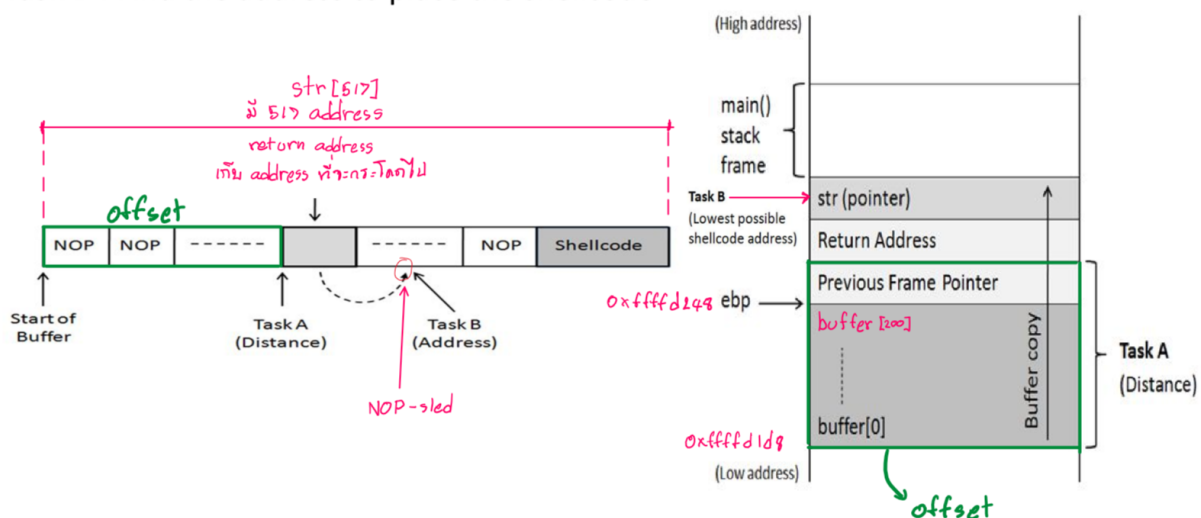 str[517]
มี 517 address
return address
เก็บ address ที่จะกระโดดไป
offset
NOP
NOP
NOP
Shellcode
Start of
Buffer
Task A
(Distance)
Task B
(Address)
NOP-sled
(High address)
main()
stack
frame
Task B
(Lowest possible
shellcode address)
str (pointer)
Return Address
Previous Frame Pointer
0xffffd248 ebp
buffer [200]
Buffer copy
Task A
(Distance)
buffer[0]
0xffffd1d8
(Low address)
offset